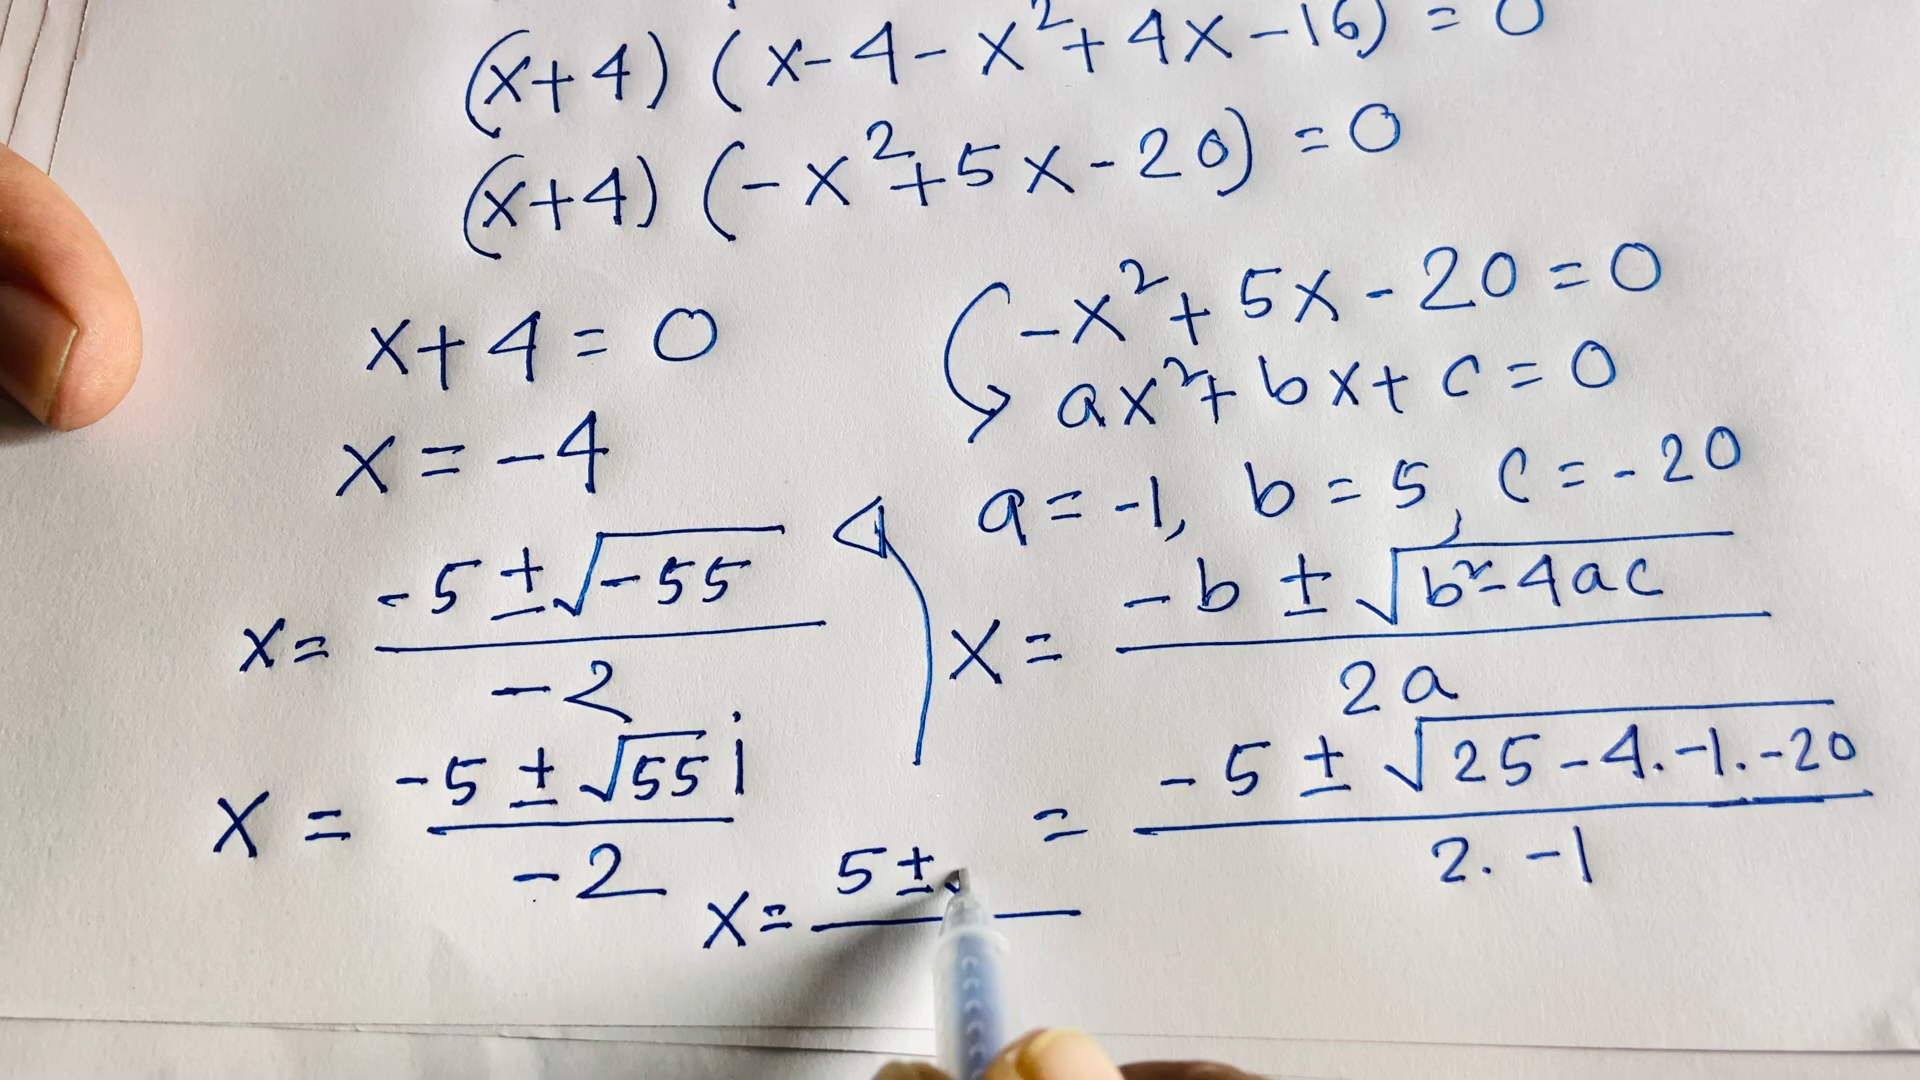 (x+4) (x-4-x²+4x-16) = 0
(x+4) (-x²+5x-20) = 0
x+4=0
x=-4
x= -5±√-55 / -2
x = -5±√55 i / -2
-x²+5x-20=0
ax²+bx+c=0
a=-1, b=5, c=-20
x= -b±√b²-4ac / 2a
= -5±√25-4.-1.-20 / 2.-1
x= 5±